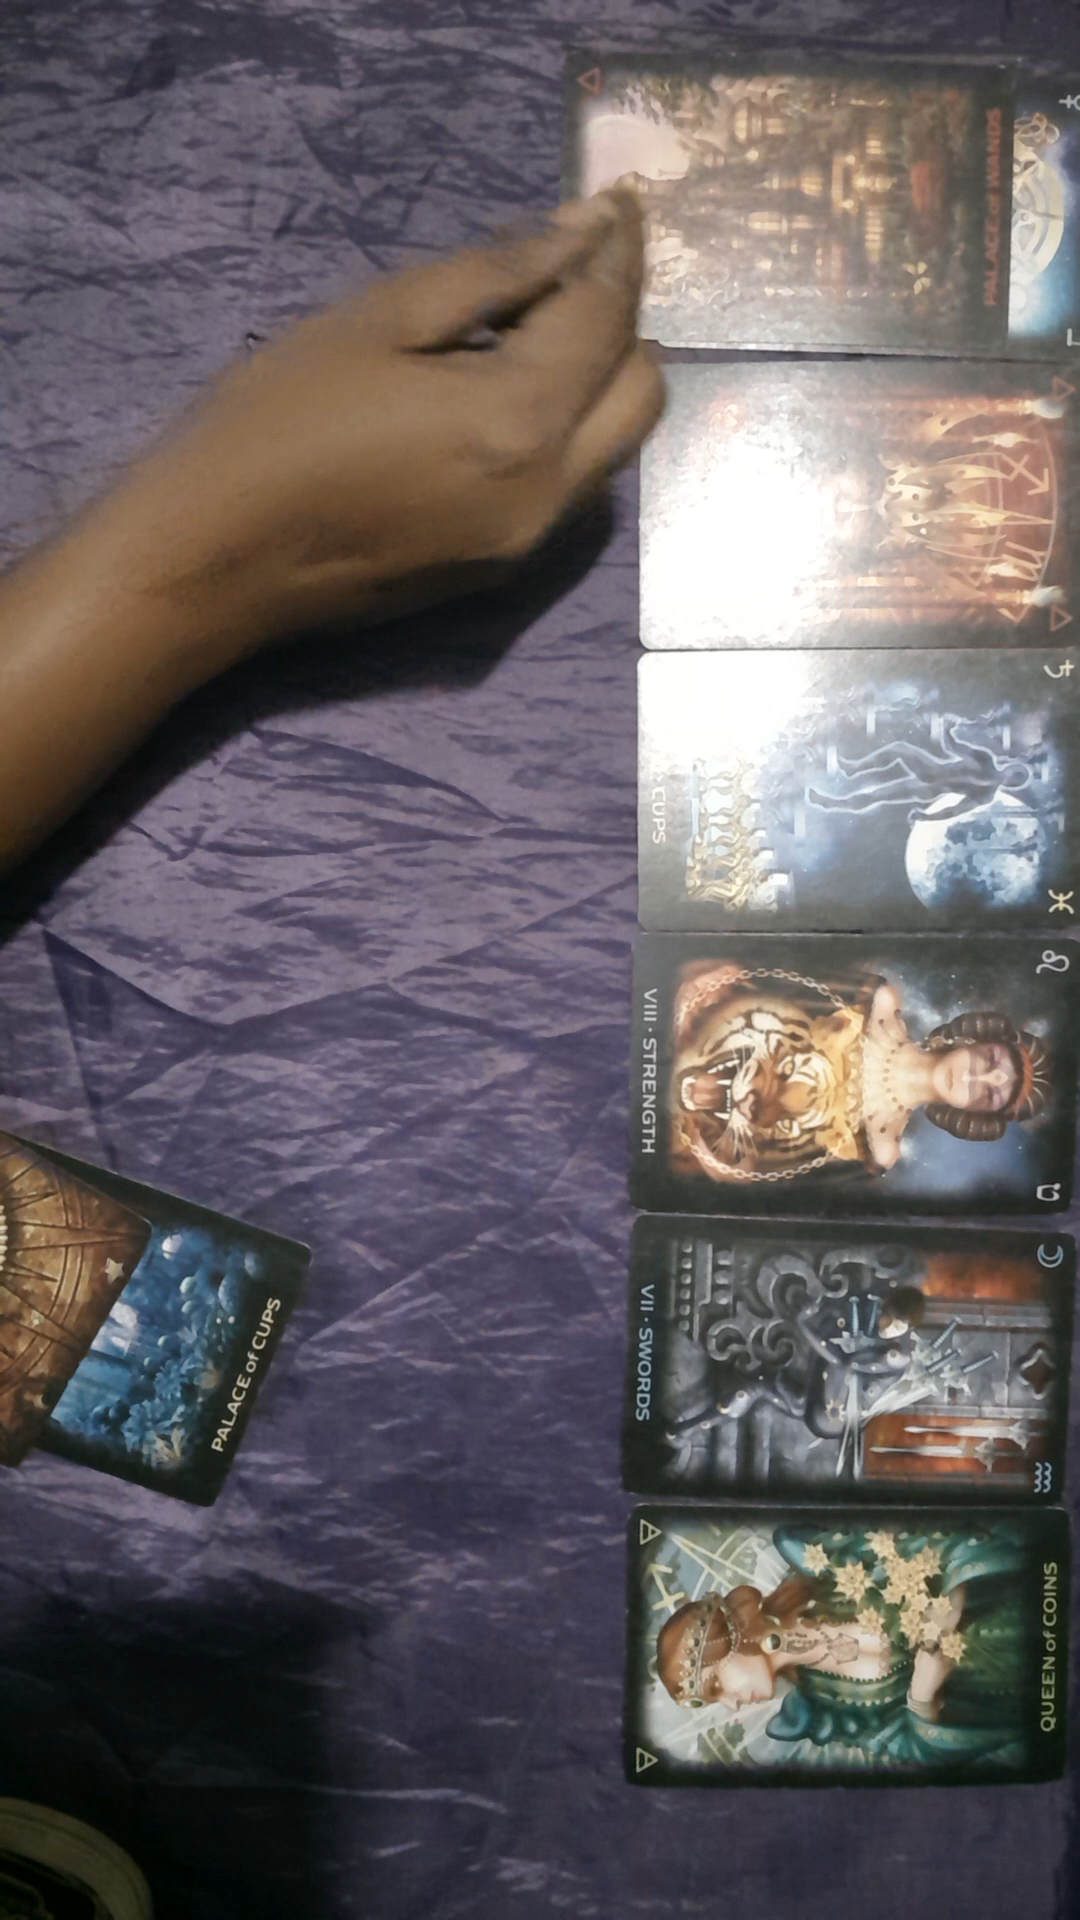 PALACE of WANDS
CUPS
VIII · STRENGTH
VII · SWORDS
QUEEN of COINS
PALACE of CUPS